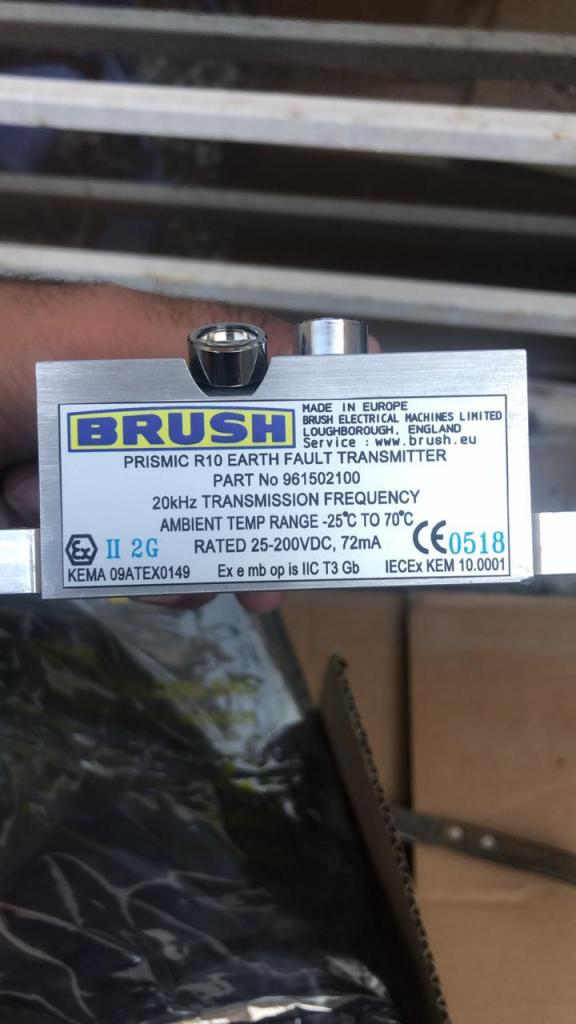 BRUSH
MADE IN EUROPE
BRUSH ELECTRICAL MACHINES LIMITED
LOUGHBOROUGH, ENGLAND
Service : www.brush.eu
PRISMIC R10 EARTH FAULT TRANSMITTER
PART No 961502100
20kHz TRANSMISSION FREQUENCY
AMBIENT TEMP RANGE -25°C TO 70°C
Ex II 2G RATED 25-200VDC, 72mA CE0518
KEMA 09ATEX0149 Ex e mb op is IIC T3 Gb IECEx KEM 10.0001